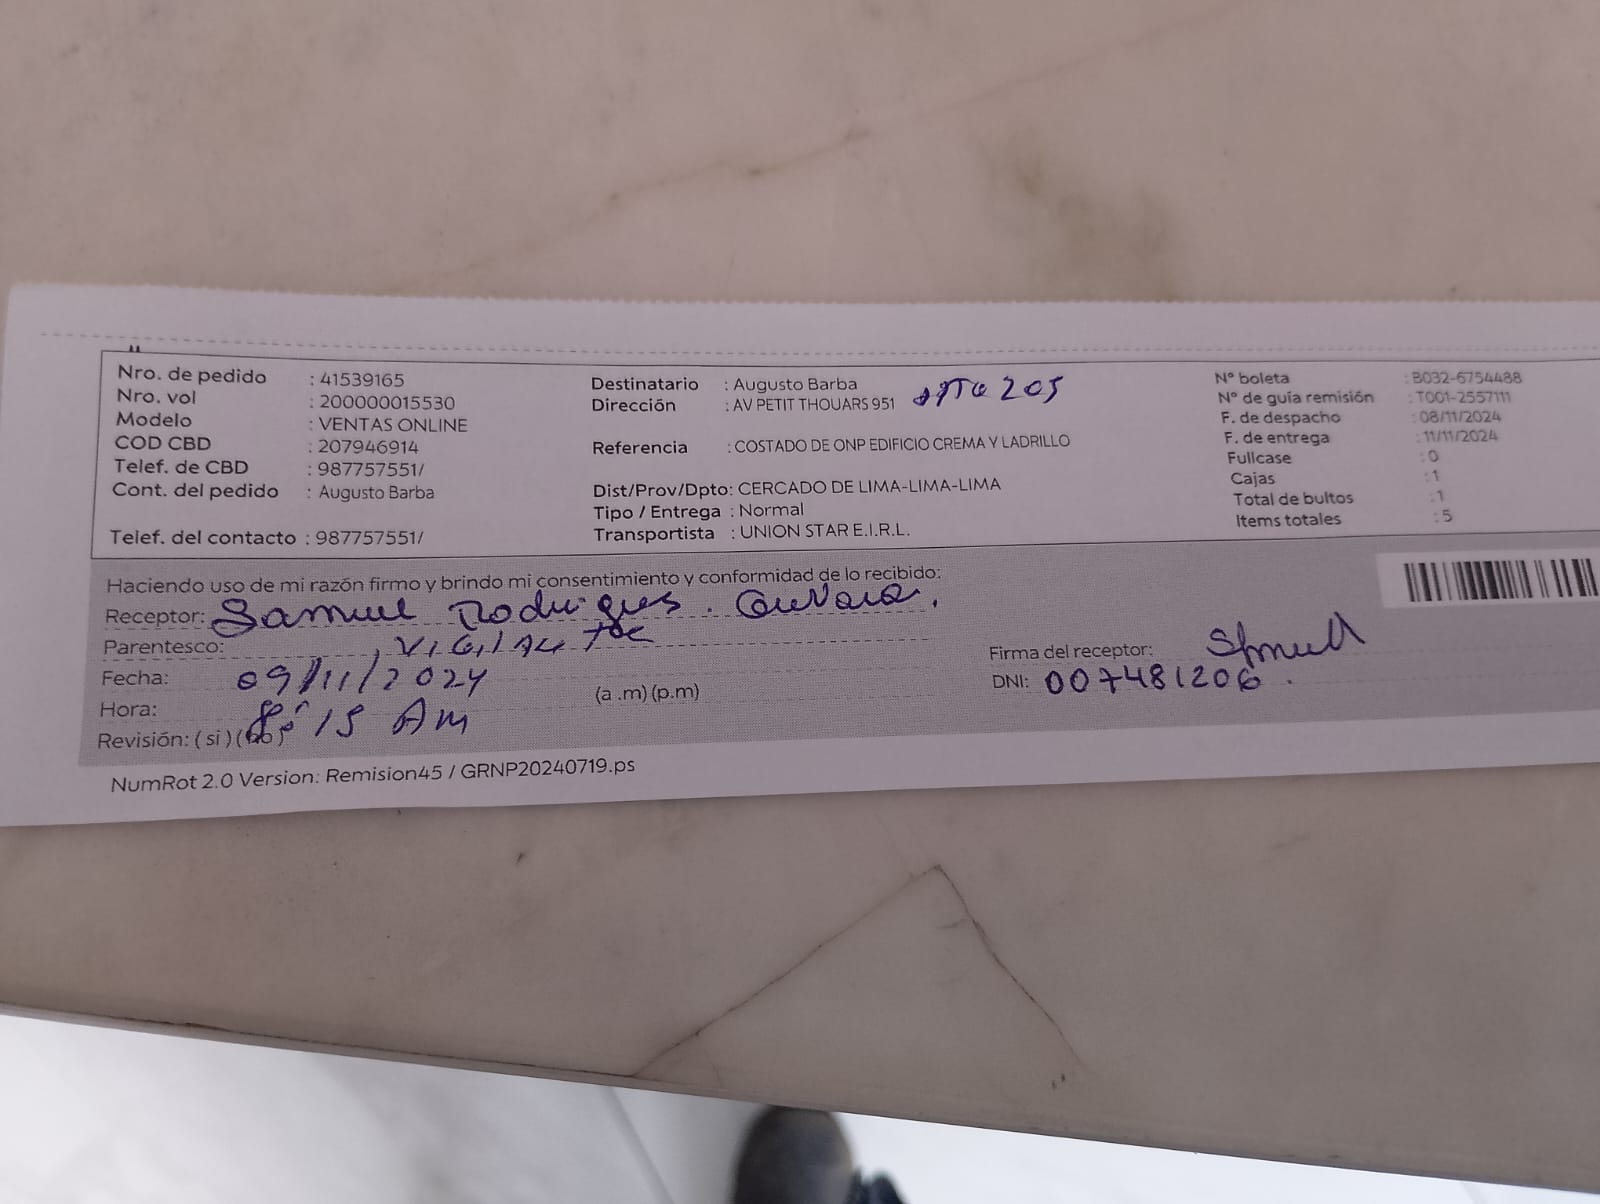 Nro. de pedido : 41539165
Nro. vol : 200000015530
Modelo : VENTAS ONLINE
COD CBD : 207946914
Telef. de CBD : 987757551/
Cont. del pedido : Augusto Barba
Telef. del contacto : 987757551/
Destinatario : Augusto Barba
Dirección : AV PETIT THOUARS 951 205
Referencia : COSTADO DE ONP EDIFICIO CREMA Y LADRILLO
Dist/Prov/Dpto: CERCADO DE LIMA-LIMA-LIMA
Tipo / Entrega : Normal
Transportista : UNION STAR E.I.R.L.
N° boleta : B032-6754488
N° de guía remisión : T001-2557111
F. de despacho : 08/11/2024
F. de entrega : 11/11/2024
Fullcase : 0
Cajas : 1
Total de bultos : 1
Items totales : 5
Haciendo uso de mi razón firmo y brindo mi consentimiento y conformidad de lo recibido:
Receptor: Samuel Rodrigues.
Parentesco: VIGILANTE
Fecha: 09/11/2024
Hora: 8:15 AM (a .m) (p.m)
Revisión: ( si ) (no)
Firma del receptor:
DNI: 007481206.
NumRot 2.0 Version: Remision45 / GRNP20240719.ps